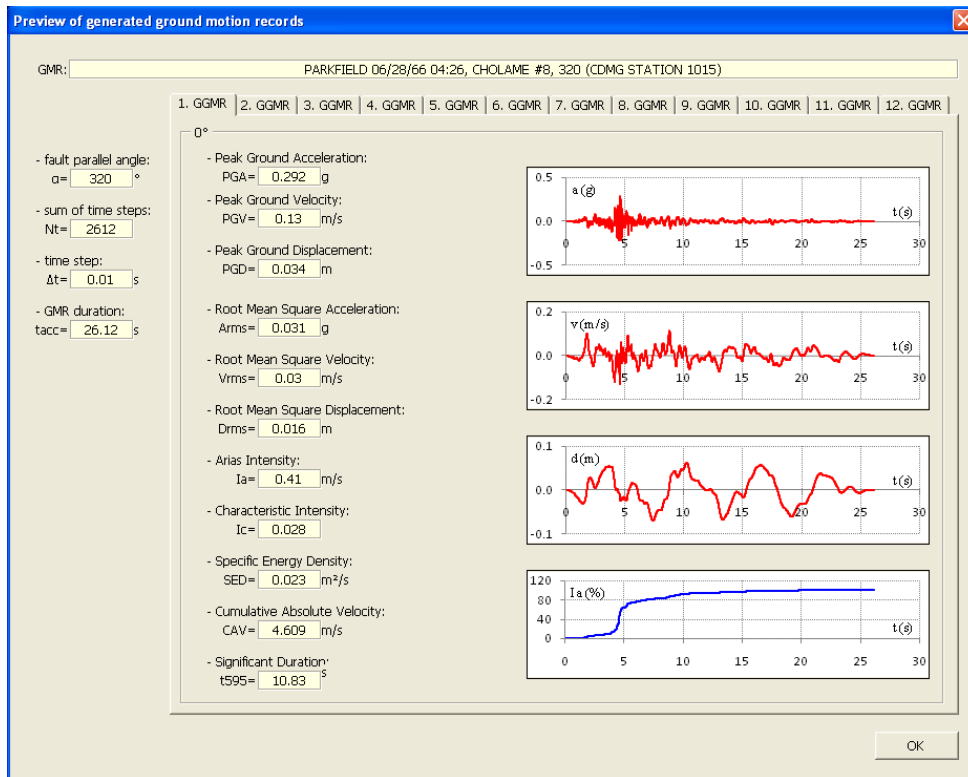 Preview of generated ground motion records
GMR: PARKFIELD 06/28/66 04:26, CHOLAME #8, 320 (CDMG STATION 1015)
1. GGMR 2. GGMR 3. GGMR 4. GGMR 5. GGMR 6. GGMR 7. GGMR 8. GGMR 9. GGMR 10. GGMR 11. GGMR 12. GGMR
- fault parallel angle:
α= 320 °
- sum of time steps:
Nt= 2612
- time step:
Δt= 0.01 s
- GMR duration:
tacc= 26.12 s
0°
- Peak Ground Acceleration:
PGA= 0.292 g
- Peak Ground Velocity:
PGV= 0.13 m/s
- Peak Ground Displacement:
PGD= 0.034 m
- Root Mean Square Acceleration:
Arms= 0.031 g
- Root Mean Square Velocity:
Vrms= 0.03 m/s
- Root Mean Square Displacement:
Drms= 0.016 m
- Arias Intensity:
Ia= 0.41 m/s
- Characteristic Intensity:
Ic= 0.028
- Specific Energy Density:
SED= 0.023 m²/s
- Cumulative Absolute Velocity:
CAV= 4.609 m/s
- Significant Duration:
t595= 10.83 s
0.5
a(g)
t(s)
0.0
0 5 10 15 20 25 30
-0.5
0.2
v(m/s)
t(s)
0.0
0 5 10 15 20 25 30
-0.2
0.1
d(m)
t(s)
0.0
0 5 10 15 20 25 30
-0.1
120
Ia(%)
80
40
t(s)
0
0 5 10 15 20 25 30
OK